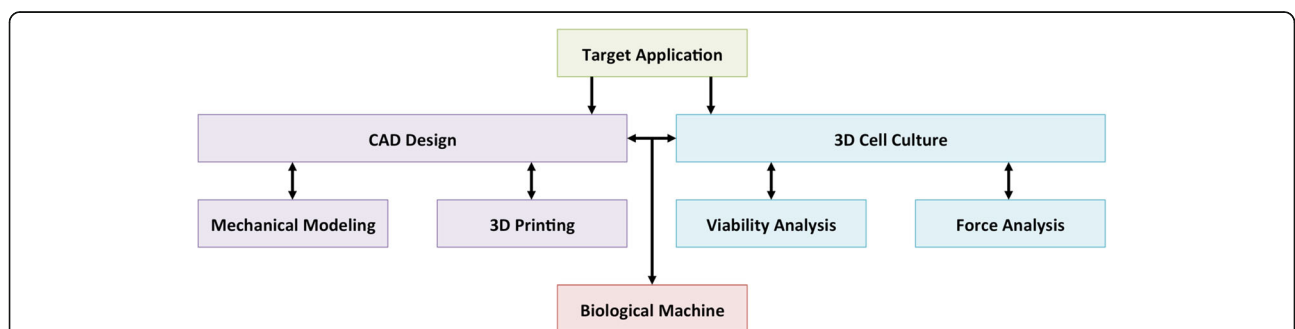 Target Application
CAD Design
3D Cell Culture
Mechanical Modeling
3D Printing
Viability Analysis
Force Analysis
Biological Machine